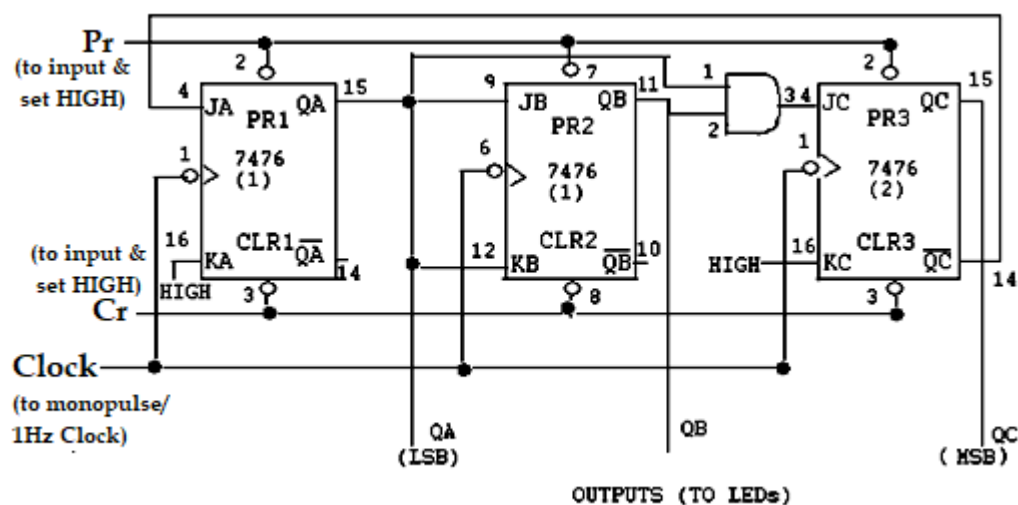 Pr
(to input &
set HIGH)
2
7
2
4
JA
QA
15
PR1
1
7476
(1)
16
KA
CLR1
QA
14
HIGH
3
9
JB
QB
11
PR2
6
7476
(1)
12
KB
CLR2
QB
10
8
1
2
3
4
JC
QC
15
PR3
1
7476
(2)
HIGH
16
KC
CLR3
QC
14
3
(to input &
set HIGH)
Cr
Clock
(to monopulse/
1Hz Clock)
QA
(LSB)
QB
QC
(MSB)
OUTPUTS (TO LEDs)